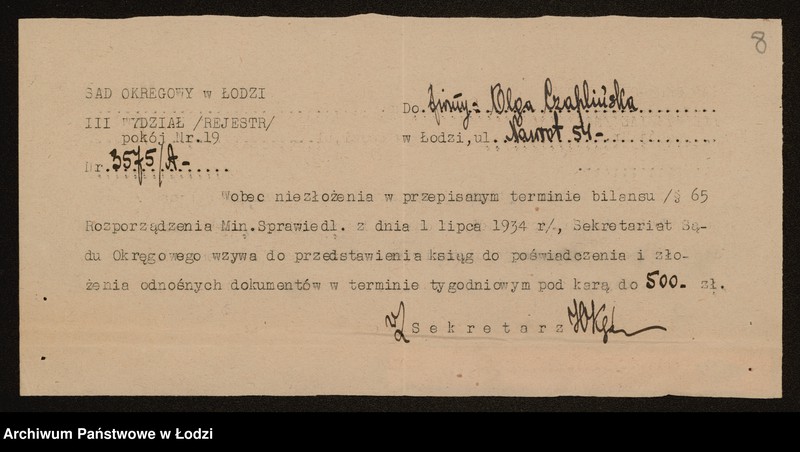 8
SAD OKRĘGOWY w ŁODZI
Do firmy:- Olga Czaplińska
III WYDZIAŁ /REJESTR/
pokój Nr.19
w Łodzi, ul. Nawrot 54-
Nr. 3575/A-
Wobec niezłożenia w przepisanym terminie bilansu /§ 65
Rozporządzenia Min.Sprawiedl. z dnia 1 lipca 1934 r/, Sekretariat Są-
du Okręgowego wzywa do przedstawienia ksiąg do poświadczenia i zło-
żenia odnośnych dokumentów w terminie tygodniowym pod karą do 500- zł.
Sekretarz
Archiwum Państwowe w Łodzi